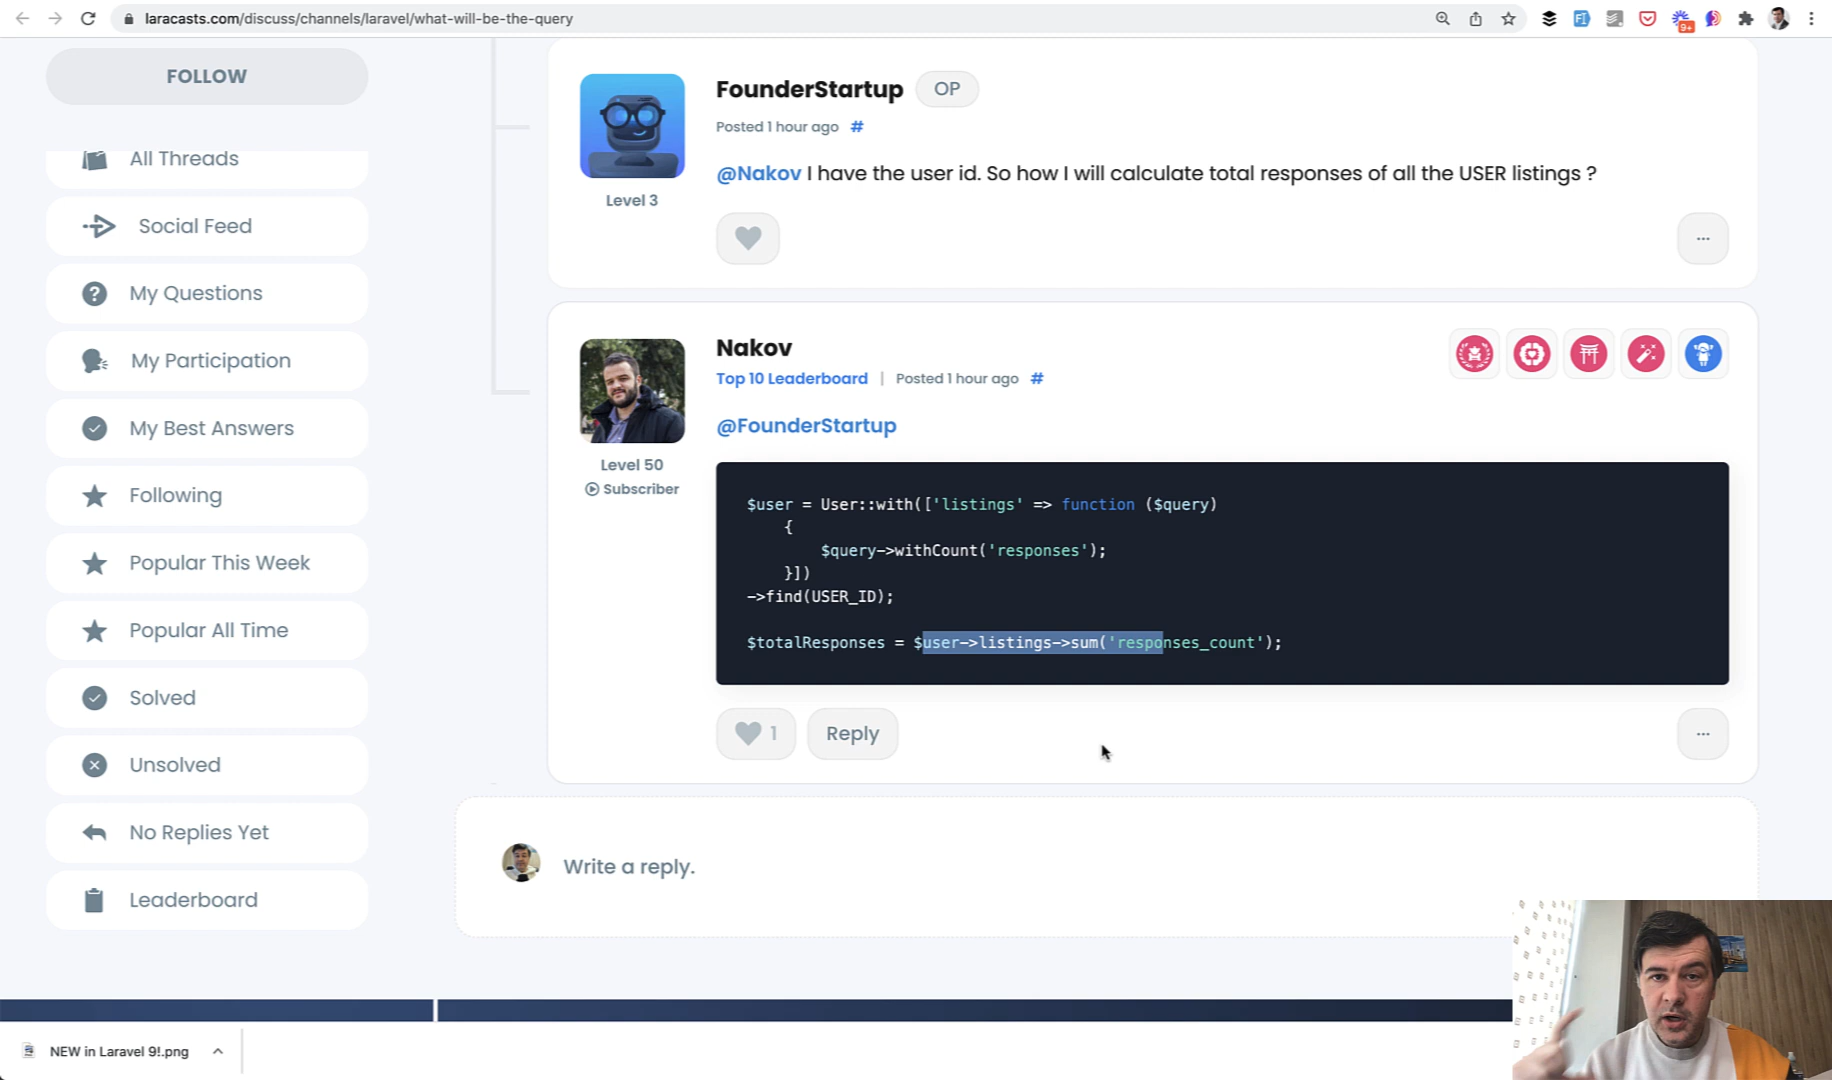 laracasts.com/discuss/channels/laravel/what-will-be-the-query
9+
FOLLOW
All Threads
Social Feed
My Questions
My Participation
My Best Answers
Following
Popular This Week
Popular All Time
Solved
Unsolved
No Replies Yet
Leaderboard
FounderStartup OP
Posted 1 hour ago #
Level 3
@Nakov I have the user id. So how I will calculate total responses of all the USER listings ?
...
Nakov
Top 10 Leaderboard | Posted 1 hour ago #
Level 50
Subscriber
@FounderStartup
$user = User::with(['listings' => function ($query)
{
$query->withCount('responses');
}])
->find(USER_ID);
$totalResponses = $user->listings->sum('responses_count');
1 Reply
...
Write a reply.
NEW in Laravel 9!.png